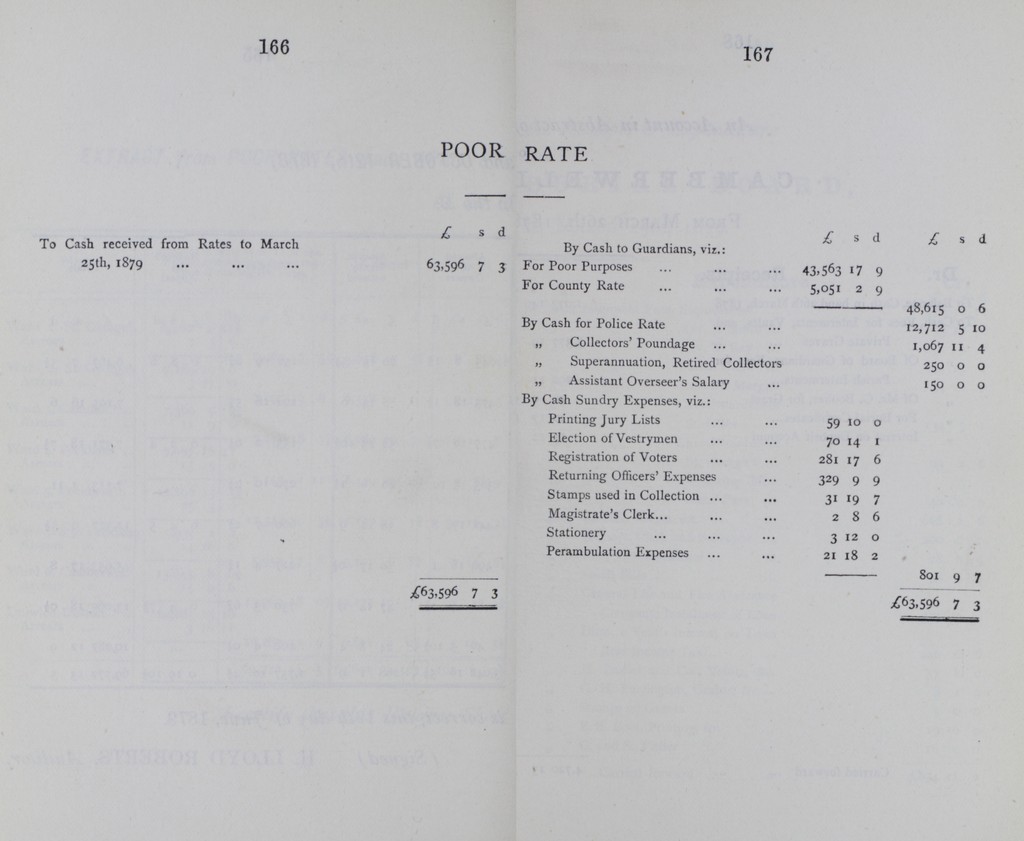 166
167
POOR RATE
£ s d
To Cash received from Rates to March
25th, 1879 ... ... ... 63,596 7 3
£63,596 7 3
£ s d £ s d
By Cash to Guardians, viz.:
For Poor Purposes ... ... ... 43,563 17 9
For County Rate ... ... ... 5,051 2 9
48,615 0 6
By Cash for Police Rate ... ... 12,712 5 10
„ Collectors' Poundage ... ... 1,067 11 4
„ Superannuation, Retired Collectors 250 0 0
„ Assistant Overseer's Salary ... 150 0 0
By Cash Sundry Expenses, viz.:
Printing Jury Lists ... ... 59 10 0
Election of Vestrymen ... ... 70 14 1
Registration of Voters ... ... 281 17 6
Returning Officers' Expenses ... 329 9 9
Stamps used in Collection ... ... 31 19 7
Magistrate's Clerk... ... ... 2 8 6
Stationery ... ... ... 3 12 0
Perambulation Expenses ... ... 21 18 2
801 9 7
£63,596 7 3